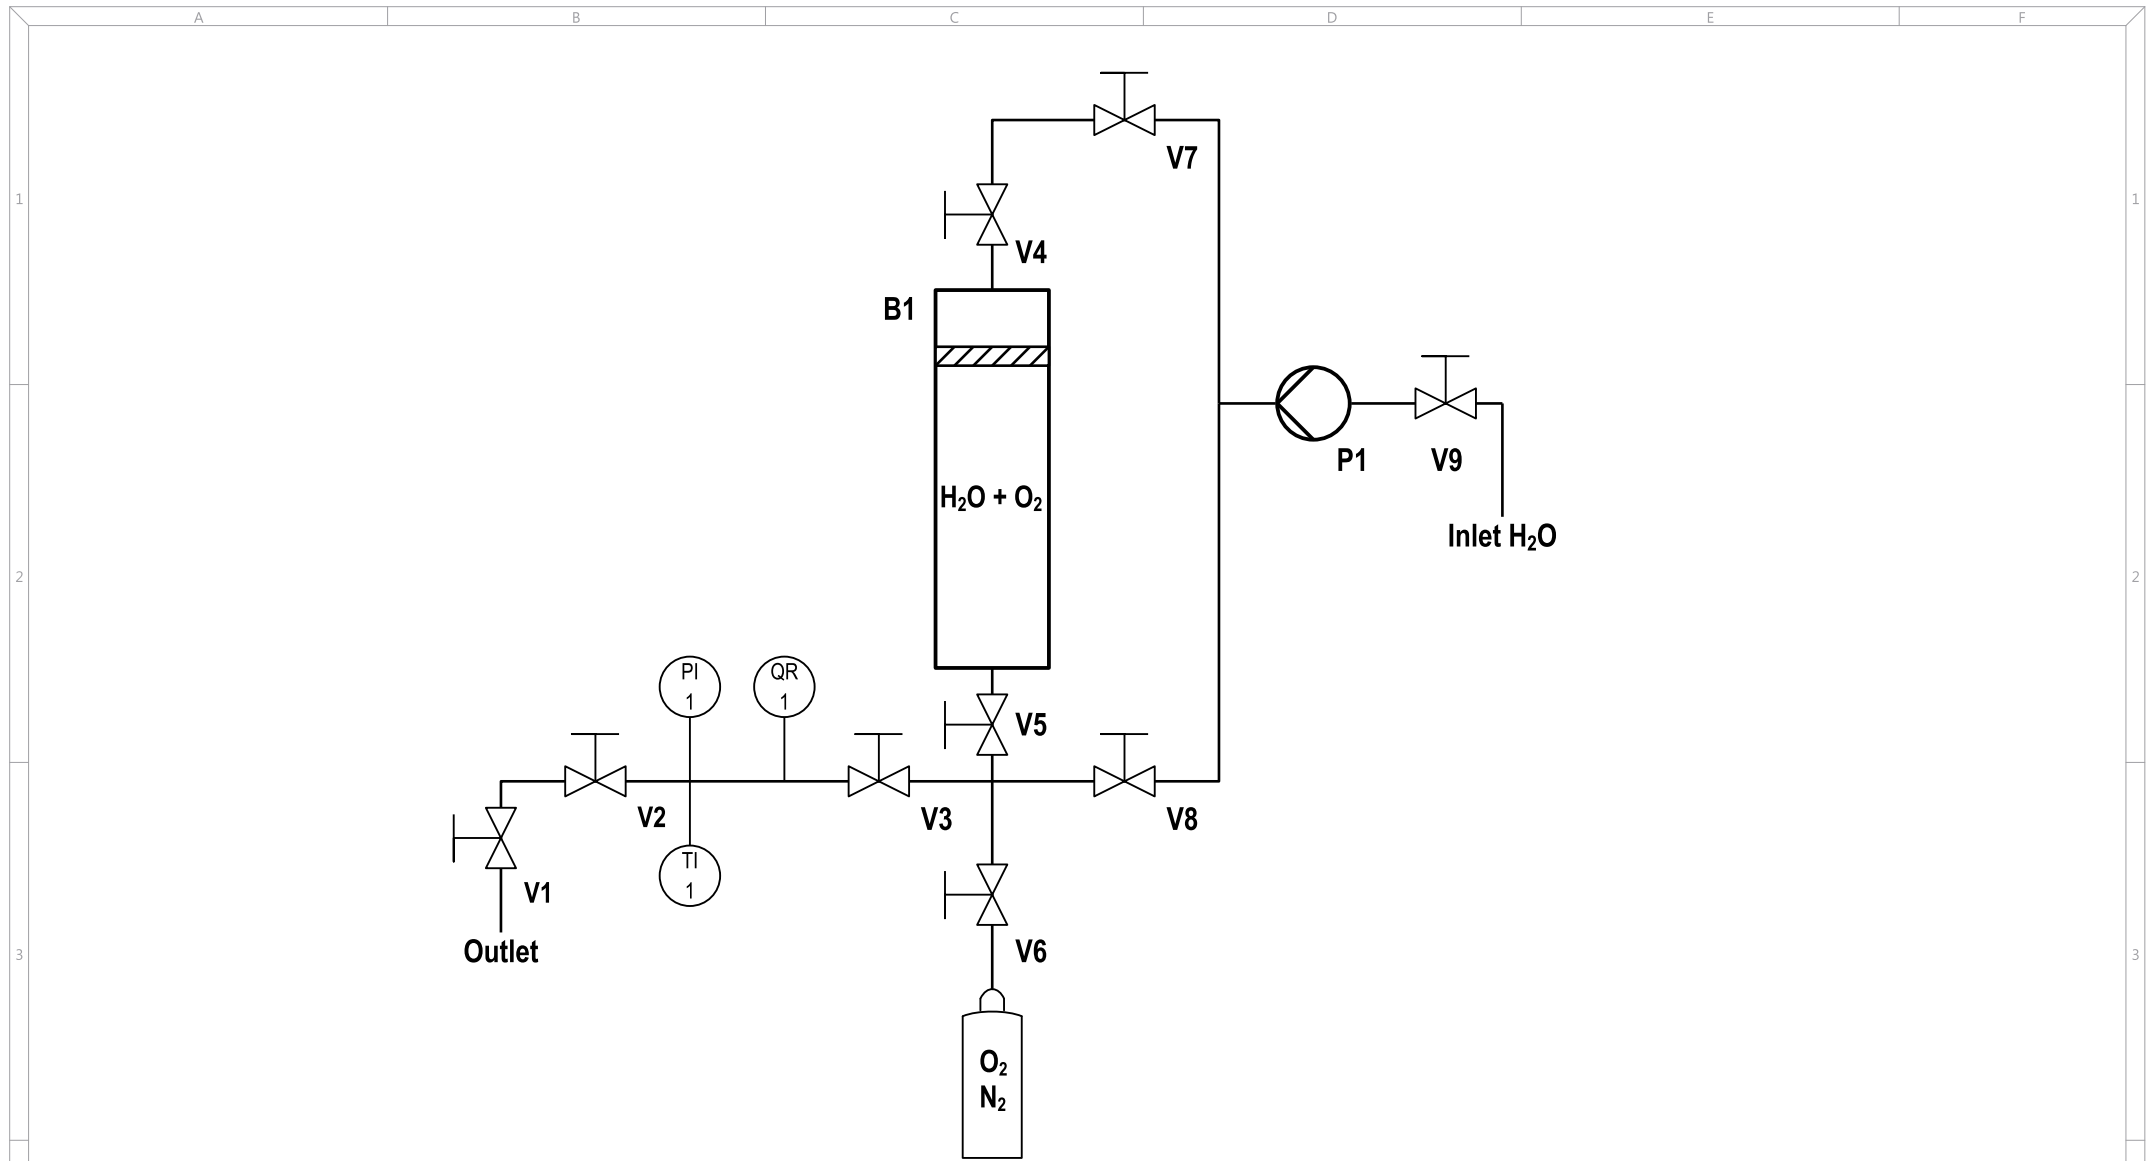 A B C D E F
V7
1 1
V4
B1
P1 V9
H₂O + O₂
Inlet H₂O
2 2
PI
1
QR
1
V5
V2 V3 V8
TI
1
V1
Outlet
V6
3 3
O₂
N₂